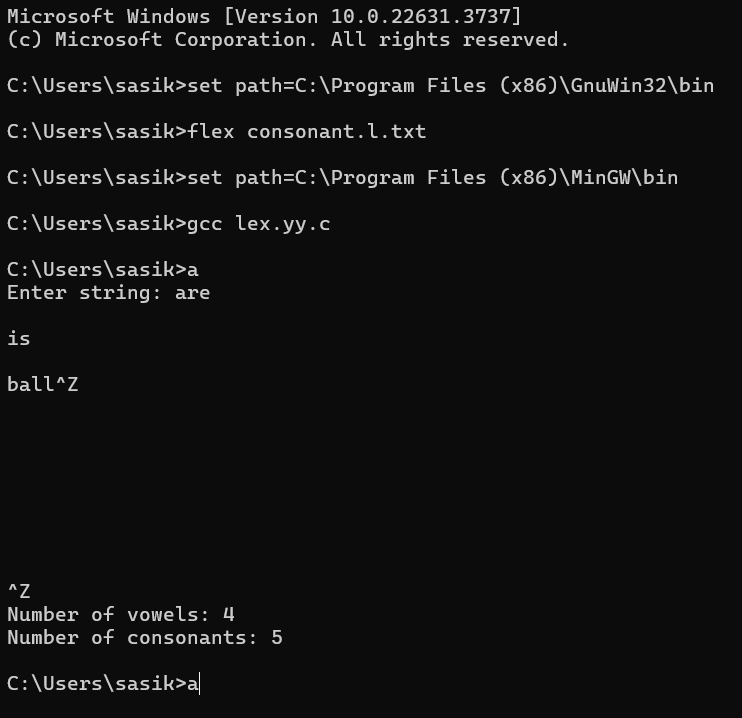 Microsoft Windows [Version 10.0.22631.3737]
(c) Microsoft Corporation. All rights reserved.
C:\Users\sasik>set path=C:\Program Files (x86)\GnuWin32\bin
C:\Users\sasik>flex consonant.l.txt
C:\Users\sasik>set path=C:\Program Files (x86)\MinGW\bin
C:\Users\sasik>gcc lex.yy.c
C:\Users\sasik>a
Enter string: are
is
ball^Z
^Z
Number of vowels: 4
Number of consonants: 5
C:\Users\sasik>a